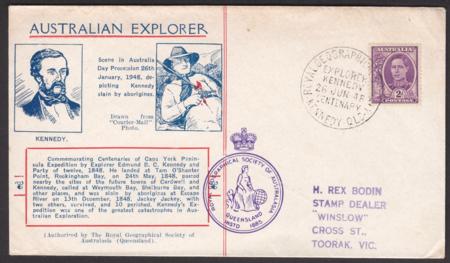 AUSTRALIAN EXPLORER
Scene in Australia
Day Procession 26th
January, 1948, de-
picting Kennedy
slain by aborigines.
Drawn from
"Courier-Mail"
Photo.
KENNEDY.
Commemorating Centenaries of Cape York Penin-
sula Expedition by Explorer Edmund B. C. Kennedy and
Party of twelve, 1848. He landed at Tam O'Shanter
Point, Rockingham Bay, on 24th May, 1848, passed
nearby the sites of the future towns of Cardwell and
Kennedy, called at Weymouth Bay, Shelburne Bay, and
other places, and was slain by aborigines at Escape
River on 13th December, 1848. Jackey Jackey, with
two others, survived, and 10 perished. Kennedy's Ex-
pedition was one of the greatest catastrophes in Aus-
tralian Exploration.
(Authorised by The Royal Geographical Society of
Australasia (Queensland).
ROYAL GEOGRAPHICAL
EXPLORER
KENNEDY
26 JUN 48
CENTENARY
KENNEDY QLD
AUSTRALIA
2D
POSTAGE
GEOGRAPHICAL SOCIETY OF AUSTRALASIA
QUEENSLAND
INSTD 1885
H. REX BODIN
STAMP DEALER
"WINSLOW"
CROSS ST.,
TOORAK, VIC.